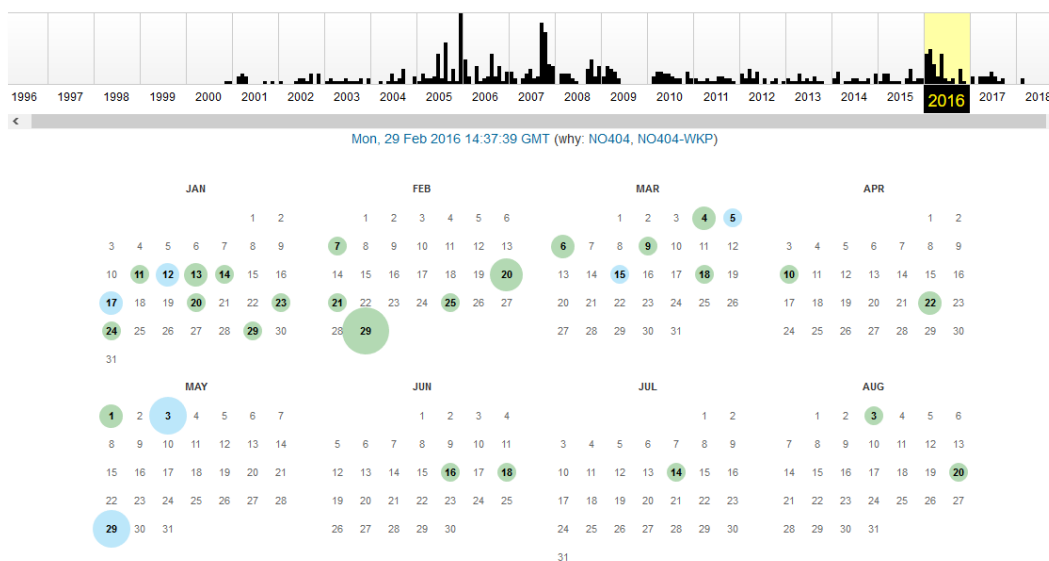 1996 1997 1998 1999 2000 2001 2002 2003 2004 2005 2006 2007 2008 2009 2010 2011 2012 2013 2014 2015 2016 2017 2018
Mon, 29 Feb 2016 14:37:39 GMT (why: NO404, NO404-WKP)
JAN FEB MAR APR
1 2 1 2 3 4 5 6 1 2 3 4 5 1 2
3 4 5 6 7 8 9 7 8 9 10 11 12 13 6 7 8 9 10 11 12 3 4 5 6 7 8 9
10 11 12 13 14 15 16 14 15 16 17 18 19 20 13 14 15 16 17 18 19 10 11 12 13 14 15 16
17 18 19 20 21 22 23 21 22 23 24 25 26 27 20 21 22 23 24 25 26 17 18 19 20 21 22 23
24 25 26 27 28 29 30 28 29 27 28 29 30 31 24 25 26 27 28 29 30
31
MAY JUN JUL AUG
1 2 3 4 5 6 7 1 2 3 4 1 2 1 2 3 4 5 6
8 9 10 11 12 13 14 5 6 7 8 9 10 11 3 4 5 6 7 8 9 7 8 9 10 11 12 13
15 16 17 18 19 20 21 12 13 14 15 16 17 18 10 11 12 13 14 15 16 14 15 16 17 18 19 20
22 23 24 25 26 27 28 19 20 21 22 23 24 25 17 18 19 20 21 22 23 21 22 23 24 25 26 27
29 30 31 26 27 28 29 30 24 25 26 27 28 29 30 28 29 30 31
31